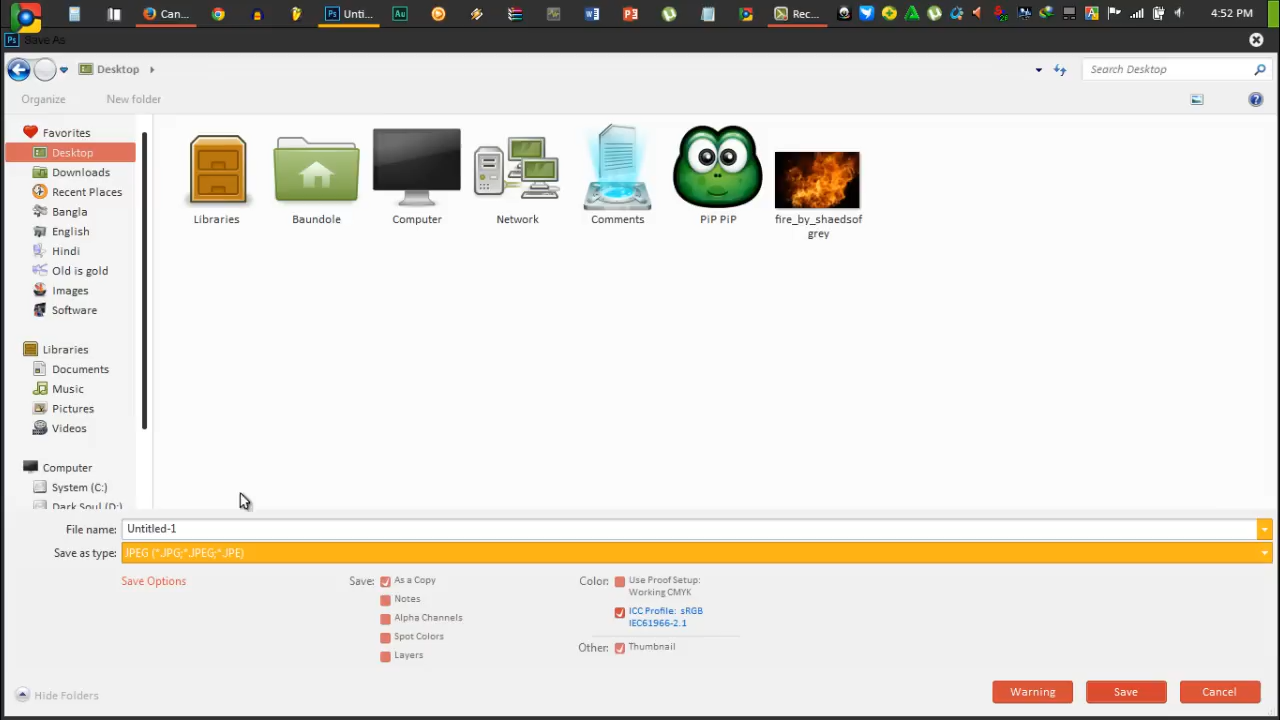 Can...
Unti...
Rec...
4:52 PM
Save As
Desktop
Search Desktop
Organize
New folder
Favorites
Desktop
Downloads
Recent Places
Bangla
English
Hindi
Old is gold
Images
Software
Libraries
Documents
Music
Pictures
Videos
Computer
System (C:)
Dark Soul (D:)
Libraries
Baundole
Computer
Network
Comments
PiP PiP
fire_by_shaedsof
grey
File name:
Untitled-1
Save as type:
JPEG (*.JPG;*.JPEG;*.JPE)
Save Options
Save:
As a Copy
Notes
Alpha Channels
Spot Colors
Layers
Color:
Use Proof Setup:
Working CMYK
ICC Profile: sRGB
IEC61966-2.1
Other:
Thumbnail
Hide Folders
Warning
Save
Cancel